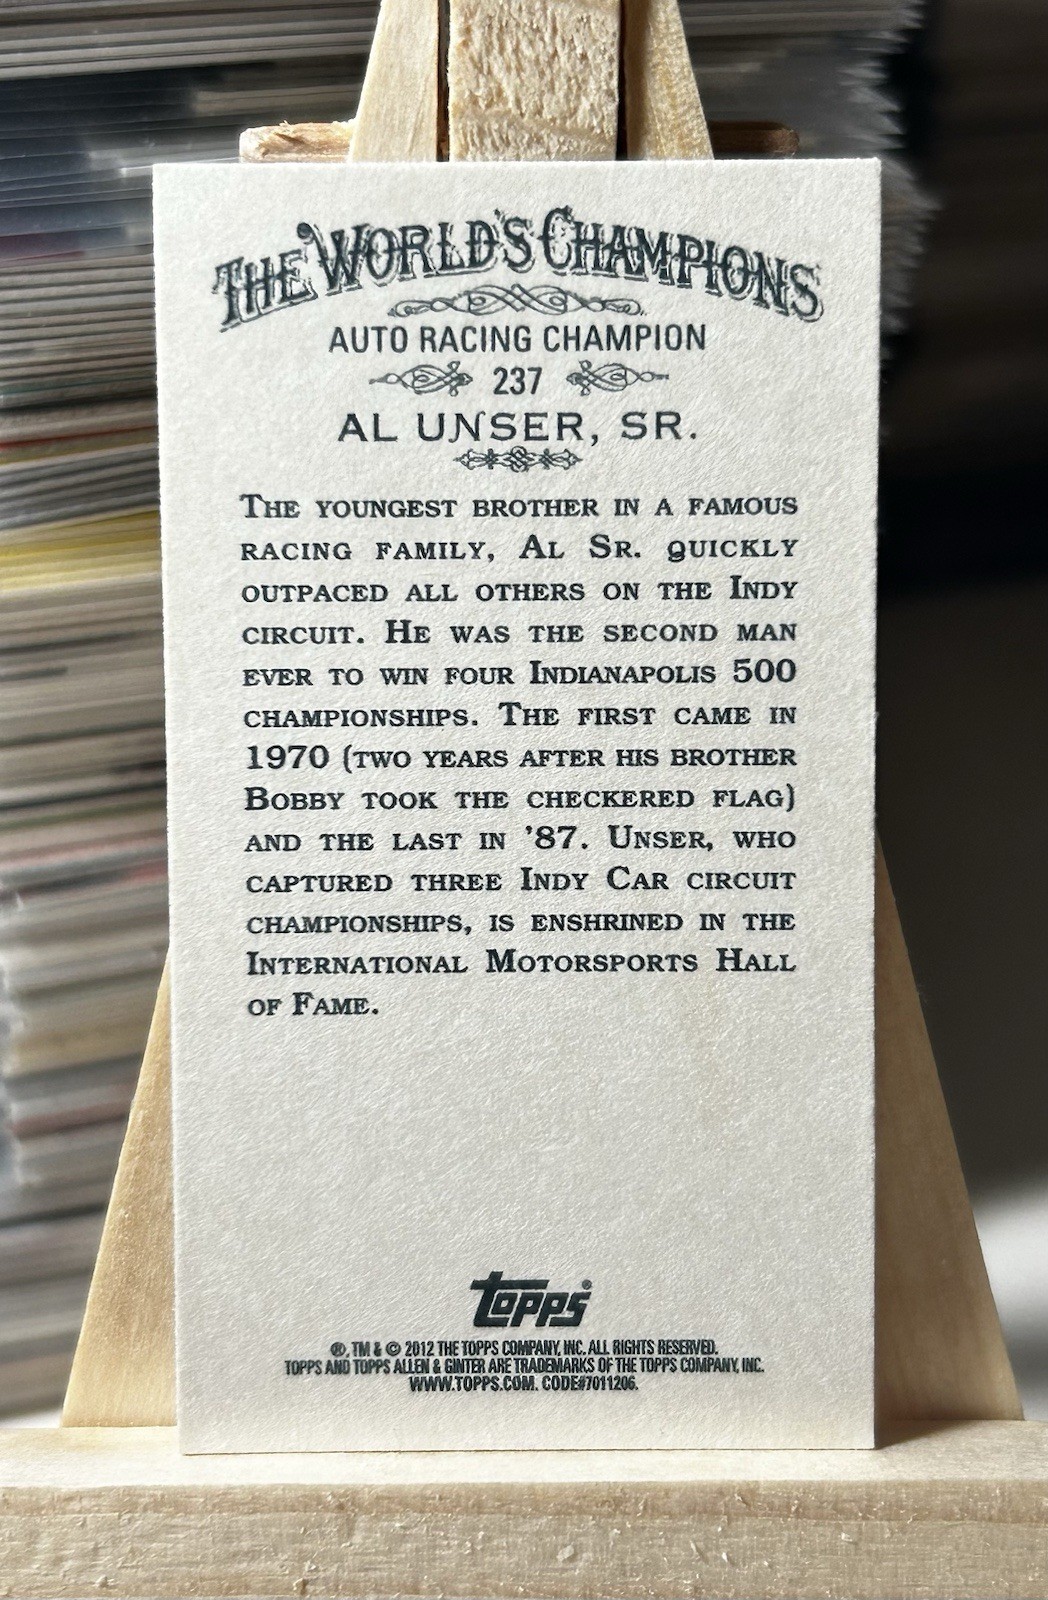 The World's Champions
AUTO RACING CHAMPION
237
AL UNSER, SR.
The youngest brother in a famous
racing family, Al Sr. quickly
outpaced all others on the Indy
circuit. He was the second man
ever to win four Indianapolis 500
championships. The first came in
1970 (two years after his brother
Bobby took the checkered flag)
and the last in '87. Unser, who
captured three Indy Car circuit
championships, is enshrined in the
International Motorsports Hall
of Fame.
topps®
®, TM & © 2012 THE TOPPS COMPANY, INC. ALL RIGHTS RESERVED.
TOPPS AND TOPPS ALLEN & GINTER ARE TRADEMARKS OF THE TOPPS COMPANY, INC.
WWW.TOPPS.COM. CODE#7011206.